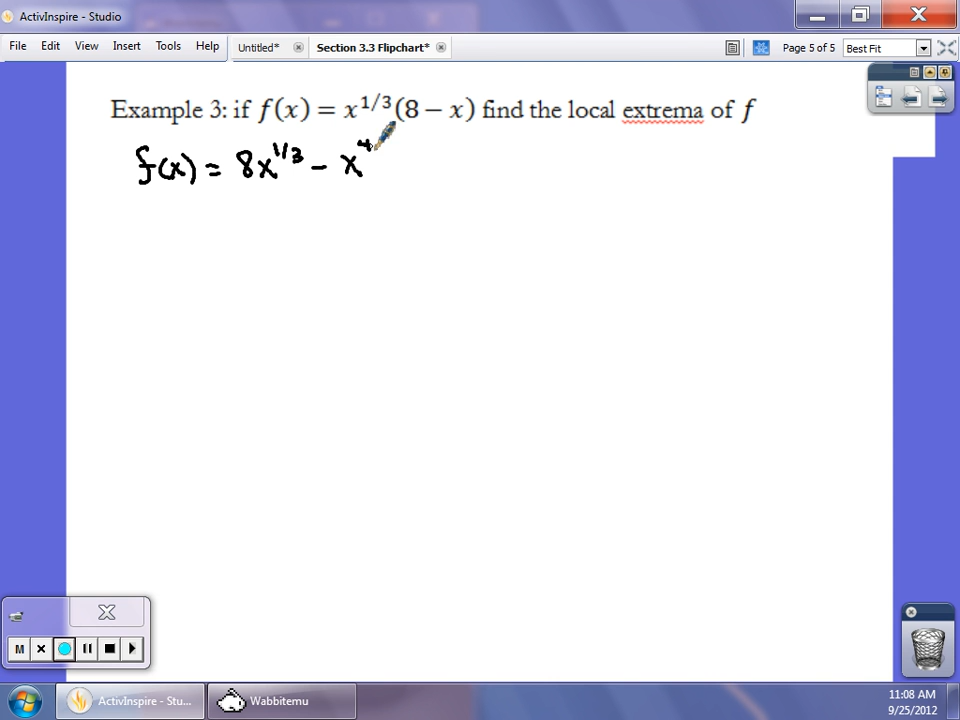 ActivInspire - Studio
File Edit View Insert Tools Help Untitled* Section 3.3 Flipchart* Page 5 of 5 Best Fit
Example 3: if f(x) = x^{1/3}(8 − x) find the local extrema of f
f(x) = 8x^{1/3} − x^{4}
M
ActivInspire - Stu... Wabbitemu 11:08 AM
9/25/2012